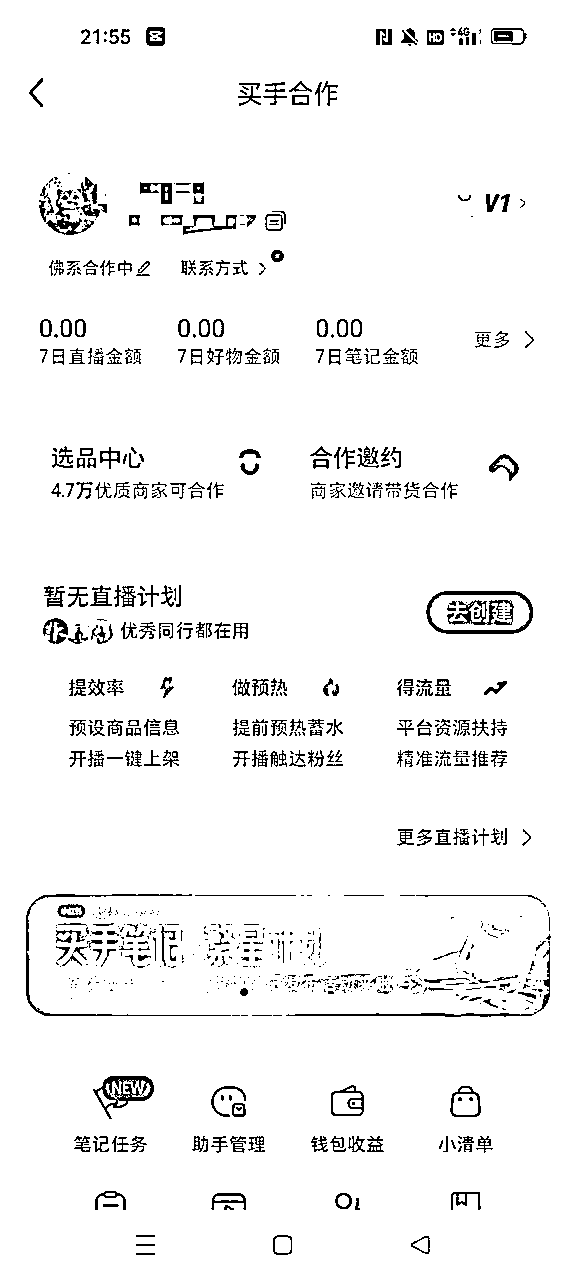 21:55 HD 4G
买手合作
V1
佛系合作中 联系方式
0.00 0.00 0.00
7日直播金额 7日好物金额 7日笔记金额 更多
选品中心 合作邀约
4.7万优质商家可合作 商家邀请带货合作
暂无直播计划
优秀同行都在用 去创建
提效率 做预热 得流量
预设商品信息 提前预热蓄水 平台资源扶持
开播一键上架 开播触达粉丝 精准流量推荐
更多直播计划
买手笔记 繁星计划
NEW
笔记任务 助手管理 钱包收益 小清单